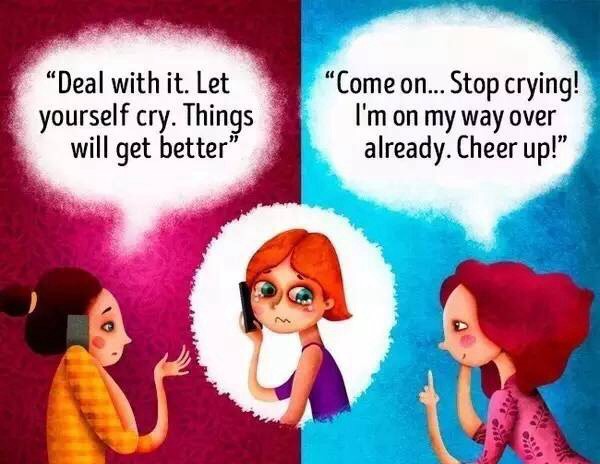 “Deal with it. Let
yourself cry. Things
will get better”
“Come on... Stop crying!
I'm on my way over
already. Cheer up!”